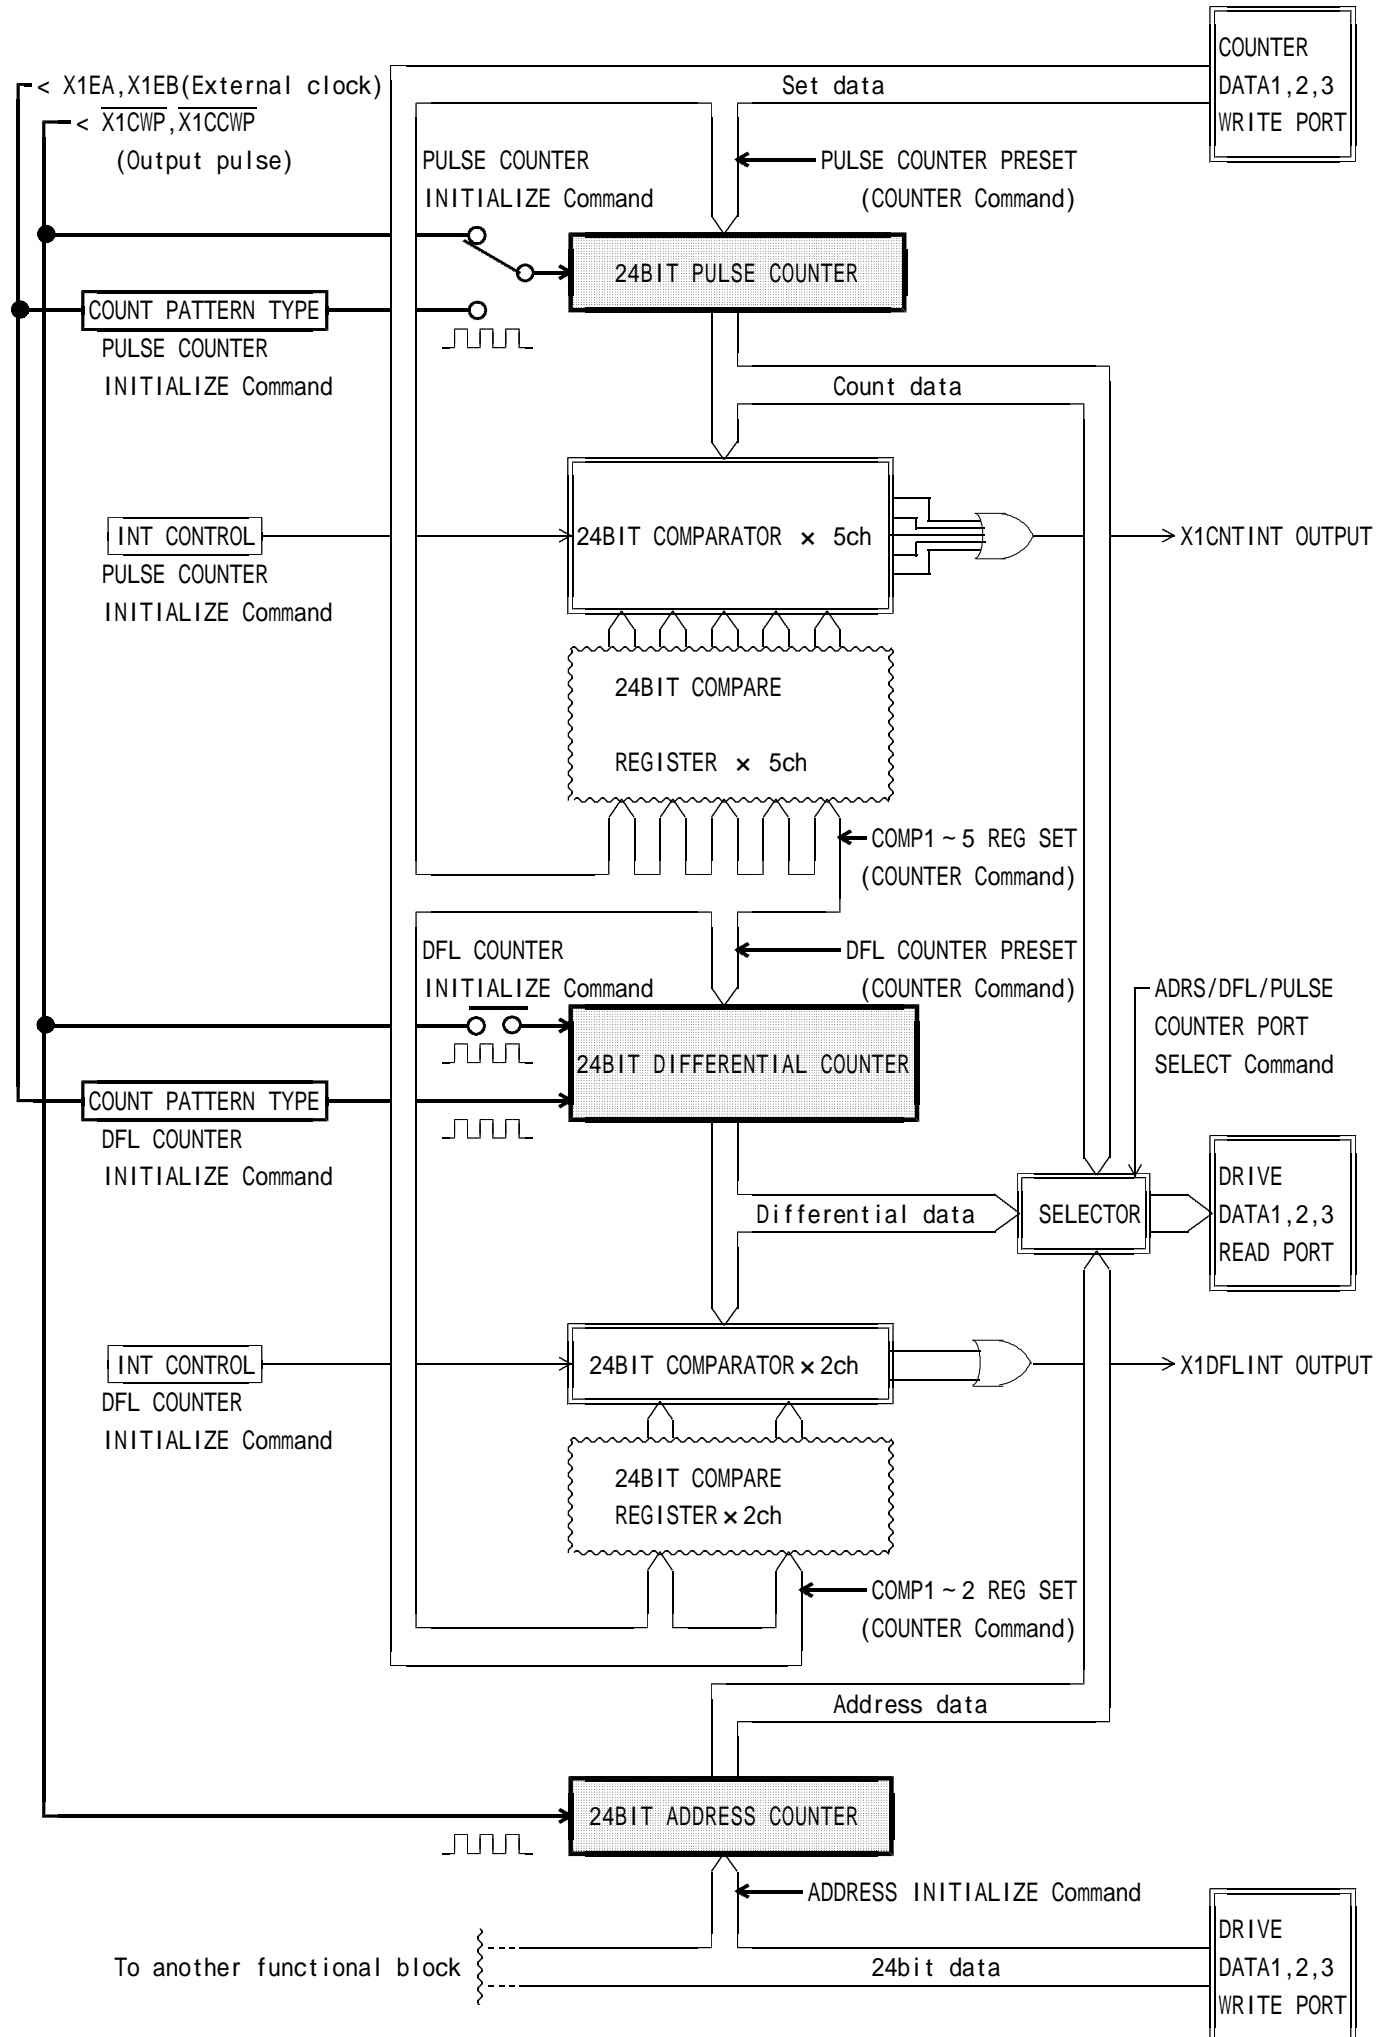 COUNTER
DATA1,2,3
WRITE PORT
< X1EA,X1EB(External clock)
Set data
< X1CWP,X1CCWP
(Output pulse)
PULSE COUNTER
INITIALIZE Command
PULSE COUNTER PRESET
(COUNTER Command)
24BIT PULSE COUNTER
COUNT PATTERN TYPE
PULSE COUNTER
INITIALIZE Command
Count data
INT CONTROL
PULSE COUNTER
INITIALIZE Command
24BIT COMPARATOR × 5ch
X1CNTINT OUTPUT
24BIT COMPARE
REGISTER × 5ch
COMP1~5 REG SET
(COUNTER Command)
DFL COUNTER
INITIALIZE Command
DFL COUNTER PRESET
(COUNTER Command)
ADRS/DFL/PULSE
COUNTER PORT
SELECT Command
24BIT DIFFERENTIAL COUNTER
COUNT PATTERN TYPE
DFL COUNTER
INITIALIZE Command
Differential data
SELECTOR
DRIVE
DATA1,2,3
READ PORT
INT CONTROL
DFL COUNTER
INITIALIZE Command
24BIT COMPARATOR×2ch
X1DFLINT OUTPUT
24BIT COMPARE
REGISTER×2ch
COMP1~2 REG SET
(COUNTER Command)
Address data
24BIT ADDRESS COUNTER
ADDRESS INITIALIZE Command
To another functional block
24bit data
DRIVE
DATA1,2,3
WRITE PORT